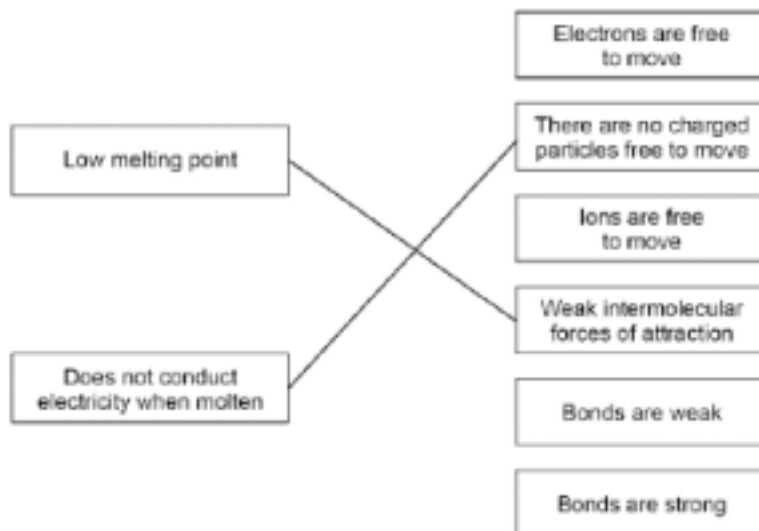 Electrons are free
to move
Low melting point
There are no charged
particles free to move
Ions are free
to move
Weak intermolecular
forces of attraction
Does not conduct
electricity when molten
Bonds are weak
Bonds are strong